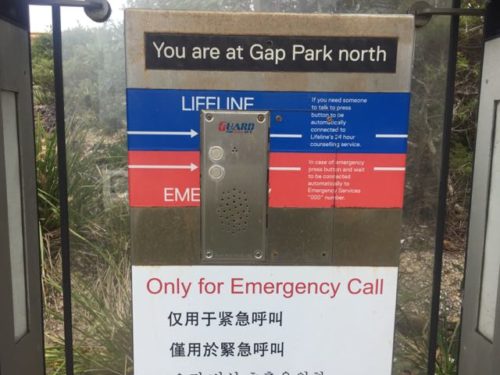 You are at Gap Park north
LIFELINE
If you need someone
to talk to press
button to be
automatically
connected to
Lifeline's 24 hour
counselling service.
GUARD
In case of emergency
press button and wait
to be connected
automatically to
Emergency Services
"000" number.
EME
Only for Emergency Call
仅用于紧急呼叫
僅用於緊急呼叫